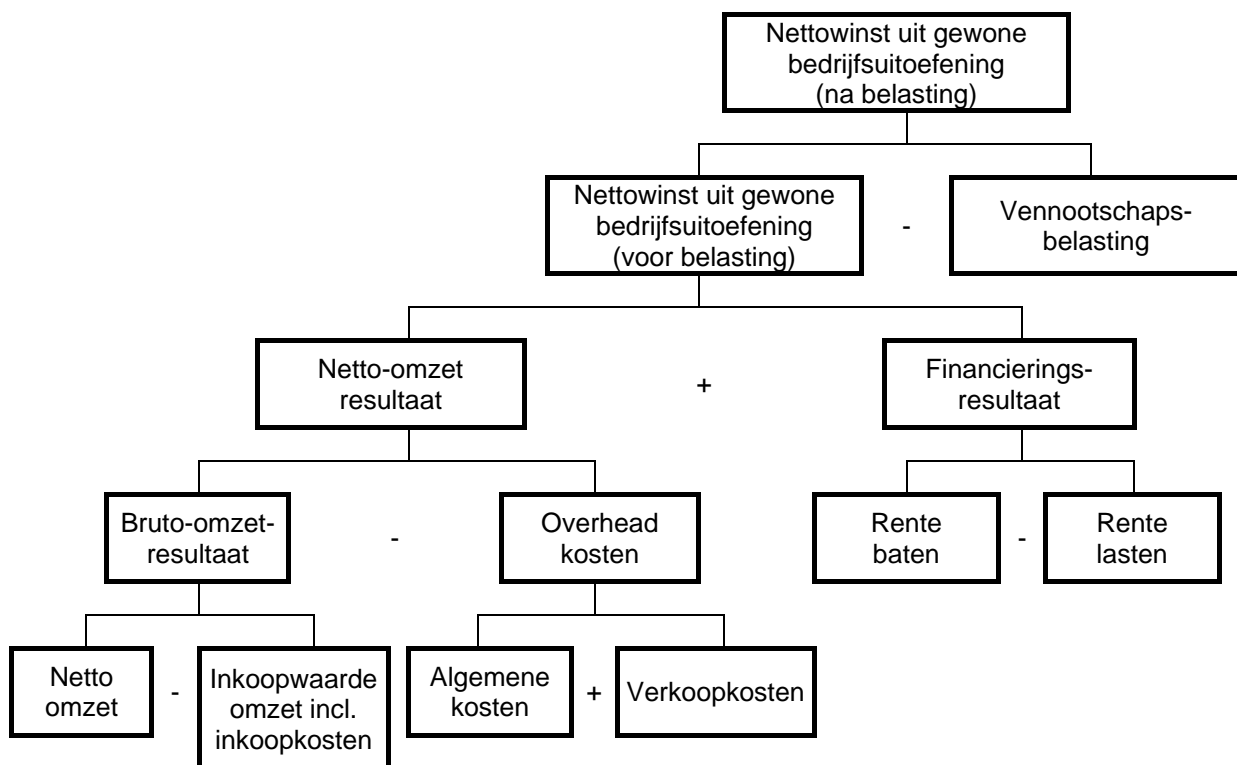 Nettowinst uit gewone
bedrijfsuitoefening
(na belasting)
Nettowinst uit gewone
bedrijfsuitoefening
(voor belasting)
-
Vennootschaps-
belasting
Netto-omzet
resultaat
+
Financierings-
resultaat
Bruto-omzet-
resultaat
-
Overhead
kosten
Rente
baten
-
Rente
lasten
Netto
omzet
-
Inkoopwaarde
omzet incl.
inkoopkosten
Algemene
kosten
+
Verkoopkosten